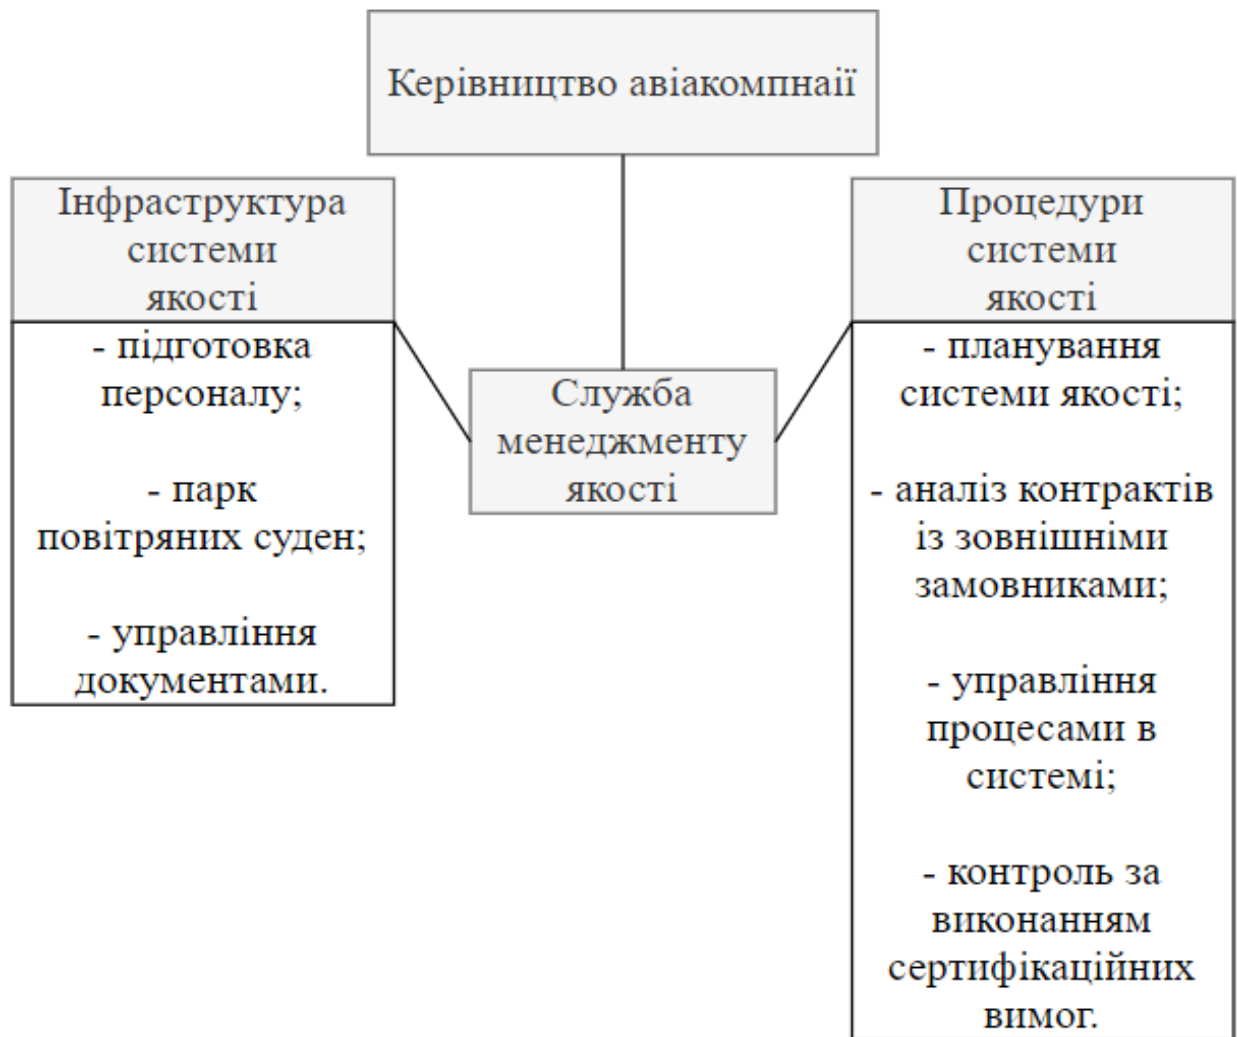 Керівництво авіакомпнаії
Інфраструктура
системи
якості
- підготовка
персоналу;
- парк
повітряних суден;
- управління
документами.
Служба
менеджменту
якості
Процедури
системи
якості
- планування
системи якості;
- аналіз контрактів
із зовнішніми
замовниками;
- управління
процесами в
системі;
- контроль за
виконанням
сертифікаційних
вимог.